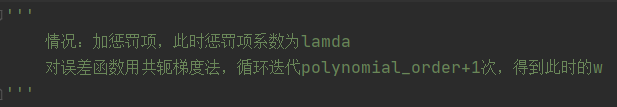 '''
情况：加惩罚项，此时惩罚项系数为lamda
对误差函数用共轭梯度法，循环迭代polynomial_order+1次，得到此时的w
'''